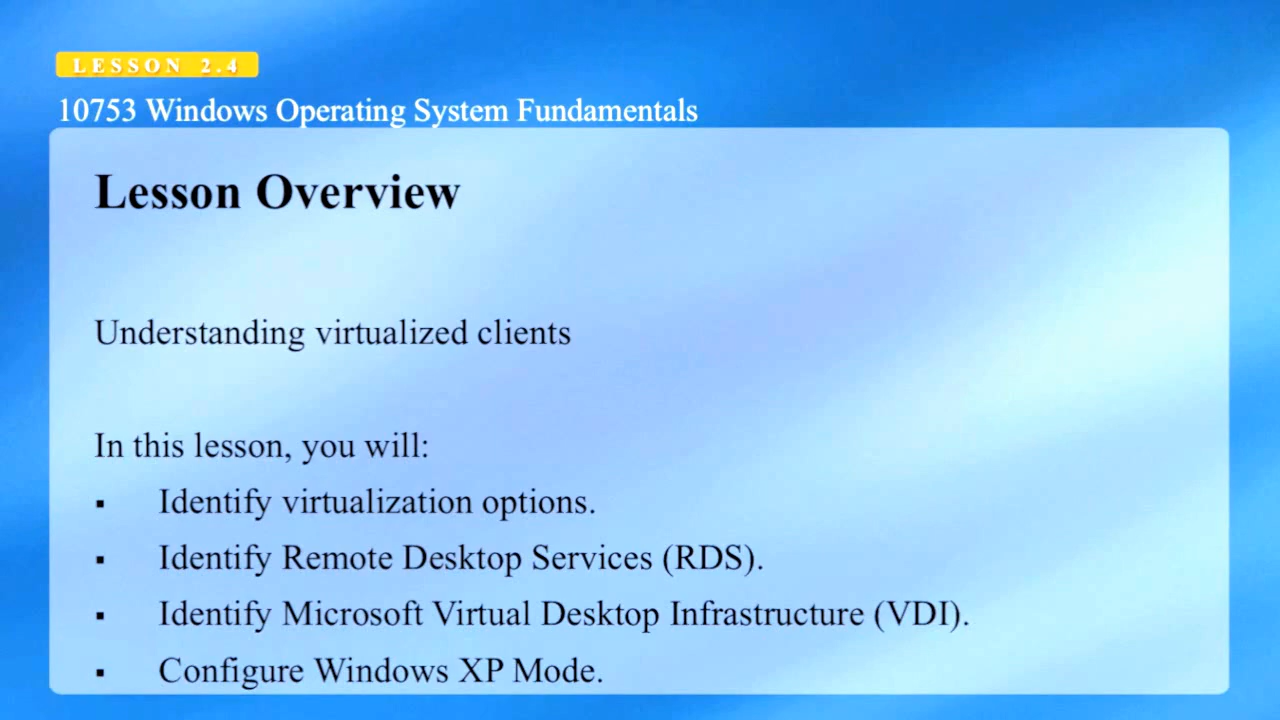 LESSON 2.4
10753 Windows Operating System Fundamentals
Lesson Overview
Understanding virtualized clients
In this lesson, you will:
▪ Identify virtualization options.
▪ Identify Remote Desktop Services (RDS).
▪ Identify Microsoft Virtual Desktop Infrastructure (VDI).
▪ Configure Windows XP Mode.